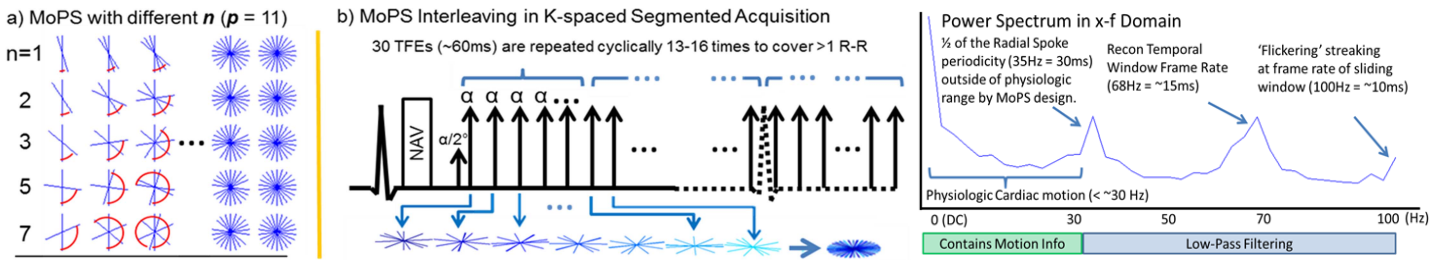 a) MoPS with different n (p = 11)
n=1
2
3
5
7
...
b) MoPS Interleaving in K-spaced Segmented Acquisition
30 TFEs (~60ms) are repeated cyclically 13-16 times to cover >1 R-R
... ... ... ...
α α α α ...
α/2°
NAV
... ... ...
...
Power Spectrum in x-f Domain
½ of the Radial Spoke
periodicity (35Hz = 30ms)
outside of physiologic
range by MoPS design.
Recon Temporal
Window Frame Rate
(68Hz = ~15ms)
'Flickering' streaking
at frame rate of sliding
window (100Hz = ~10ms)
Physiologic Cardiac motion (< ~30 Hz)
0 (DC) 30 50 70 100 (Hz)
Contains Motion Info
Low-Pass Filtering